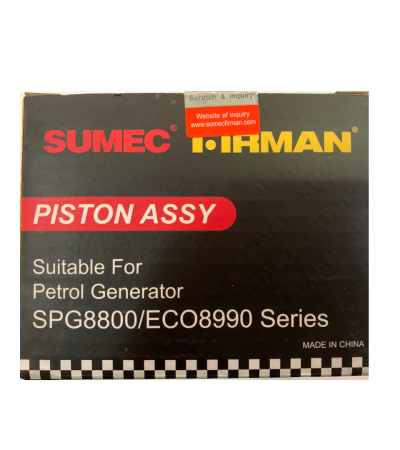 Scratch & Inquiry
Website of inquiry
www.sumecfirman.com
SUMEC® FIRMAN®
PISTON ASSY
Suitable For
Petrol Generator
SPG8800/ECO8990 Series
MADE IN CHINA